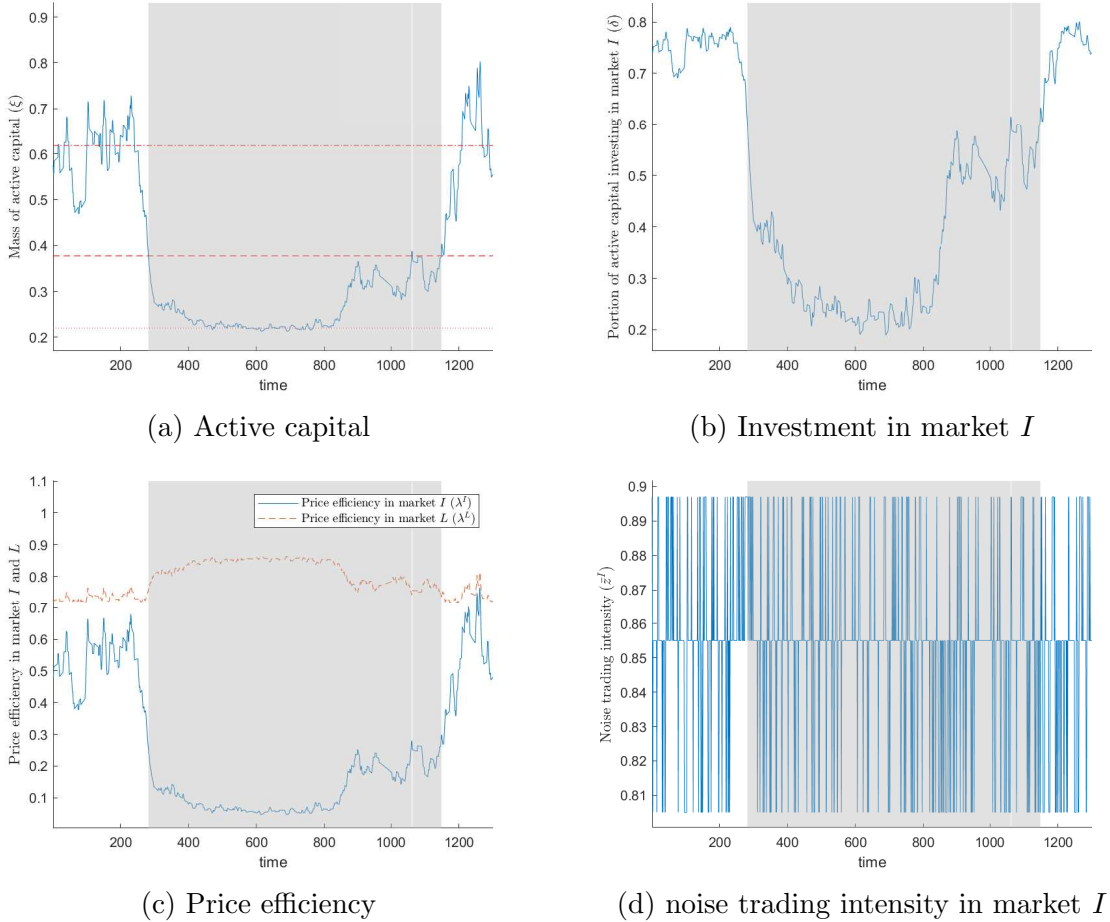 0.9
0.8
0.7
0.6
0.5
0.4
0.3
0.2
Mass of active capital (ξ)
200 400 600 800 1000 1200
time
(a) Active capital
0.8
0.7
0.6
0.5
0.4
0.3
0.2
Portion of active capital investing in market I (δ)
200 400 600 800 1000 1200
time
(b) Investment in market I
1.1
1
0.9
0.8
0.7
0.6
0.5
0.4
0.3
0.2
0.1
Price efficiency in market I and L
Price efficiency in market I (λ^I)
Price efficiency in market L (λ^L)
200 400 600 800 1000 1200
time
(c) Price efficiency
0.9
0.89
0.88
0.87
0.86
0.85
0.84
0.83
0.82
0.81
Noise trading intensity (z̄^I)
200 400 600 800 1000 1200
time
(d) noise trading intensity in market I